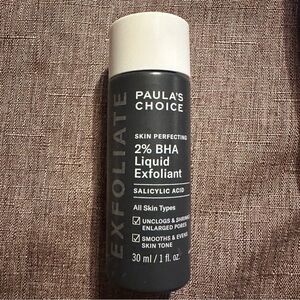 EXFOLIATE
PAULA'S
CHOICE
SKIN PERFECTING
2% BHA
Liquid
Exfoliant
SALICYLIC ACID
All Skin Types
UNCLOGS & SHRINKS
ENLARGED PORES
SMOOTHS & EVENS
SKIN TONE
30 ml / 1 fl. oz.